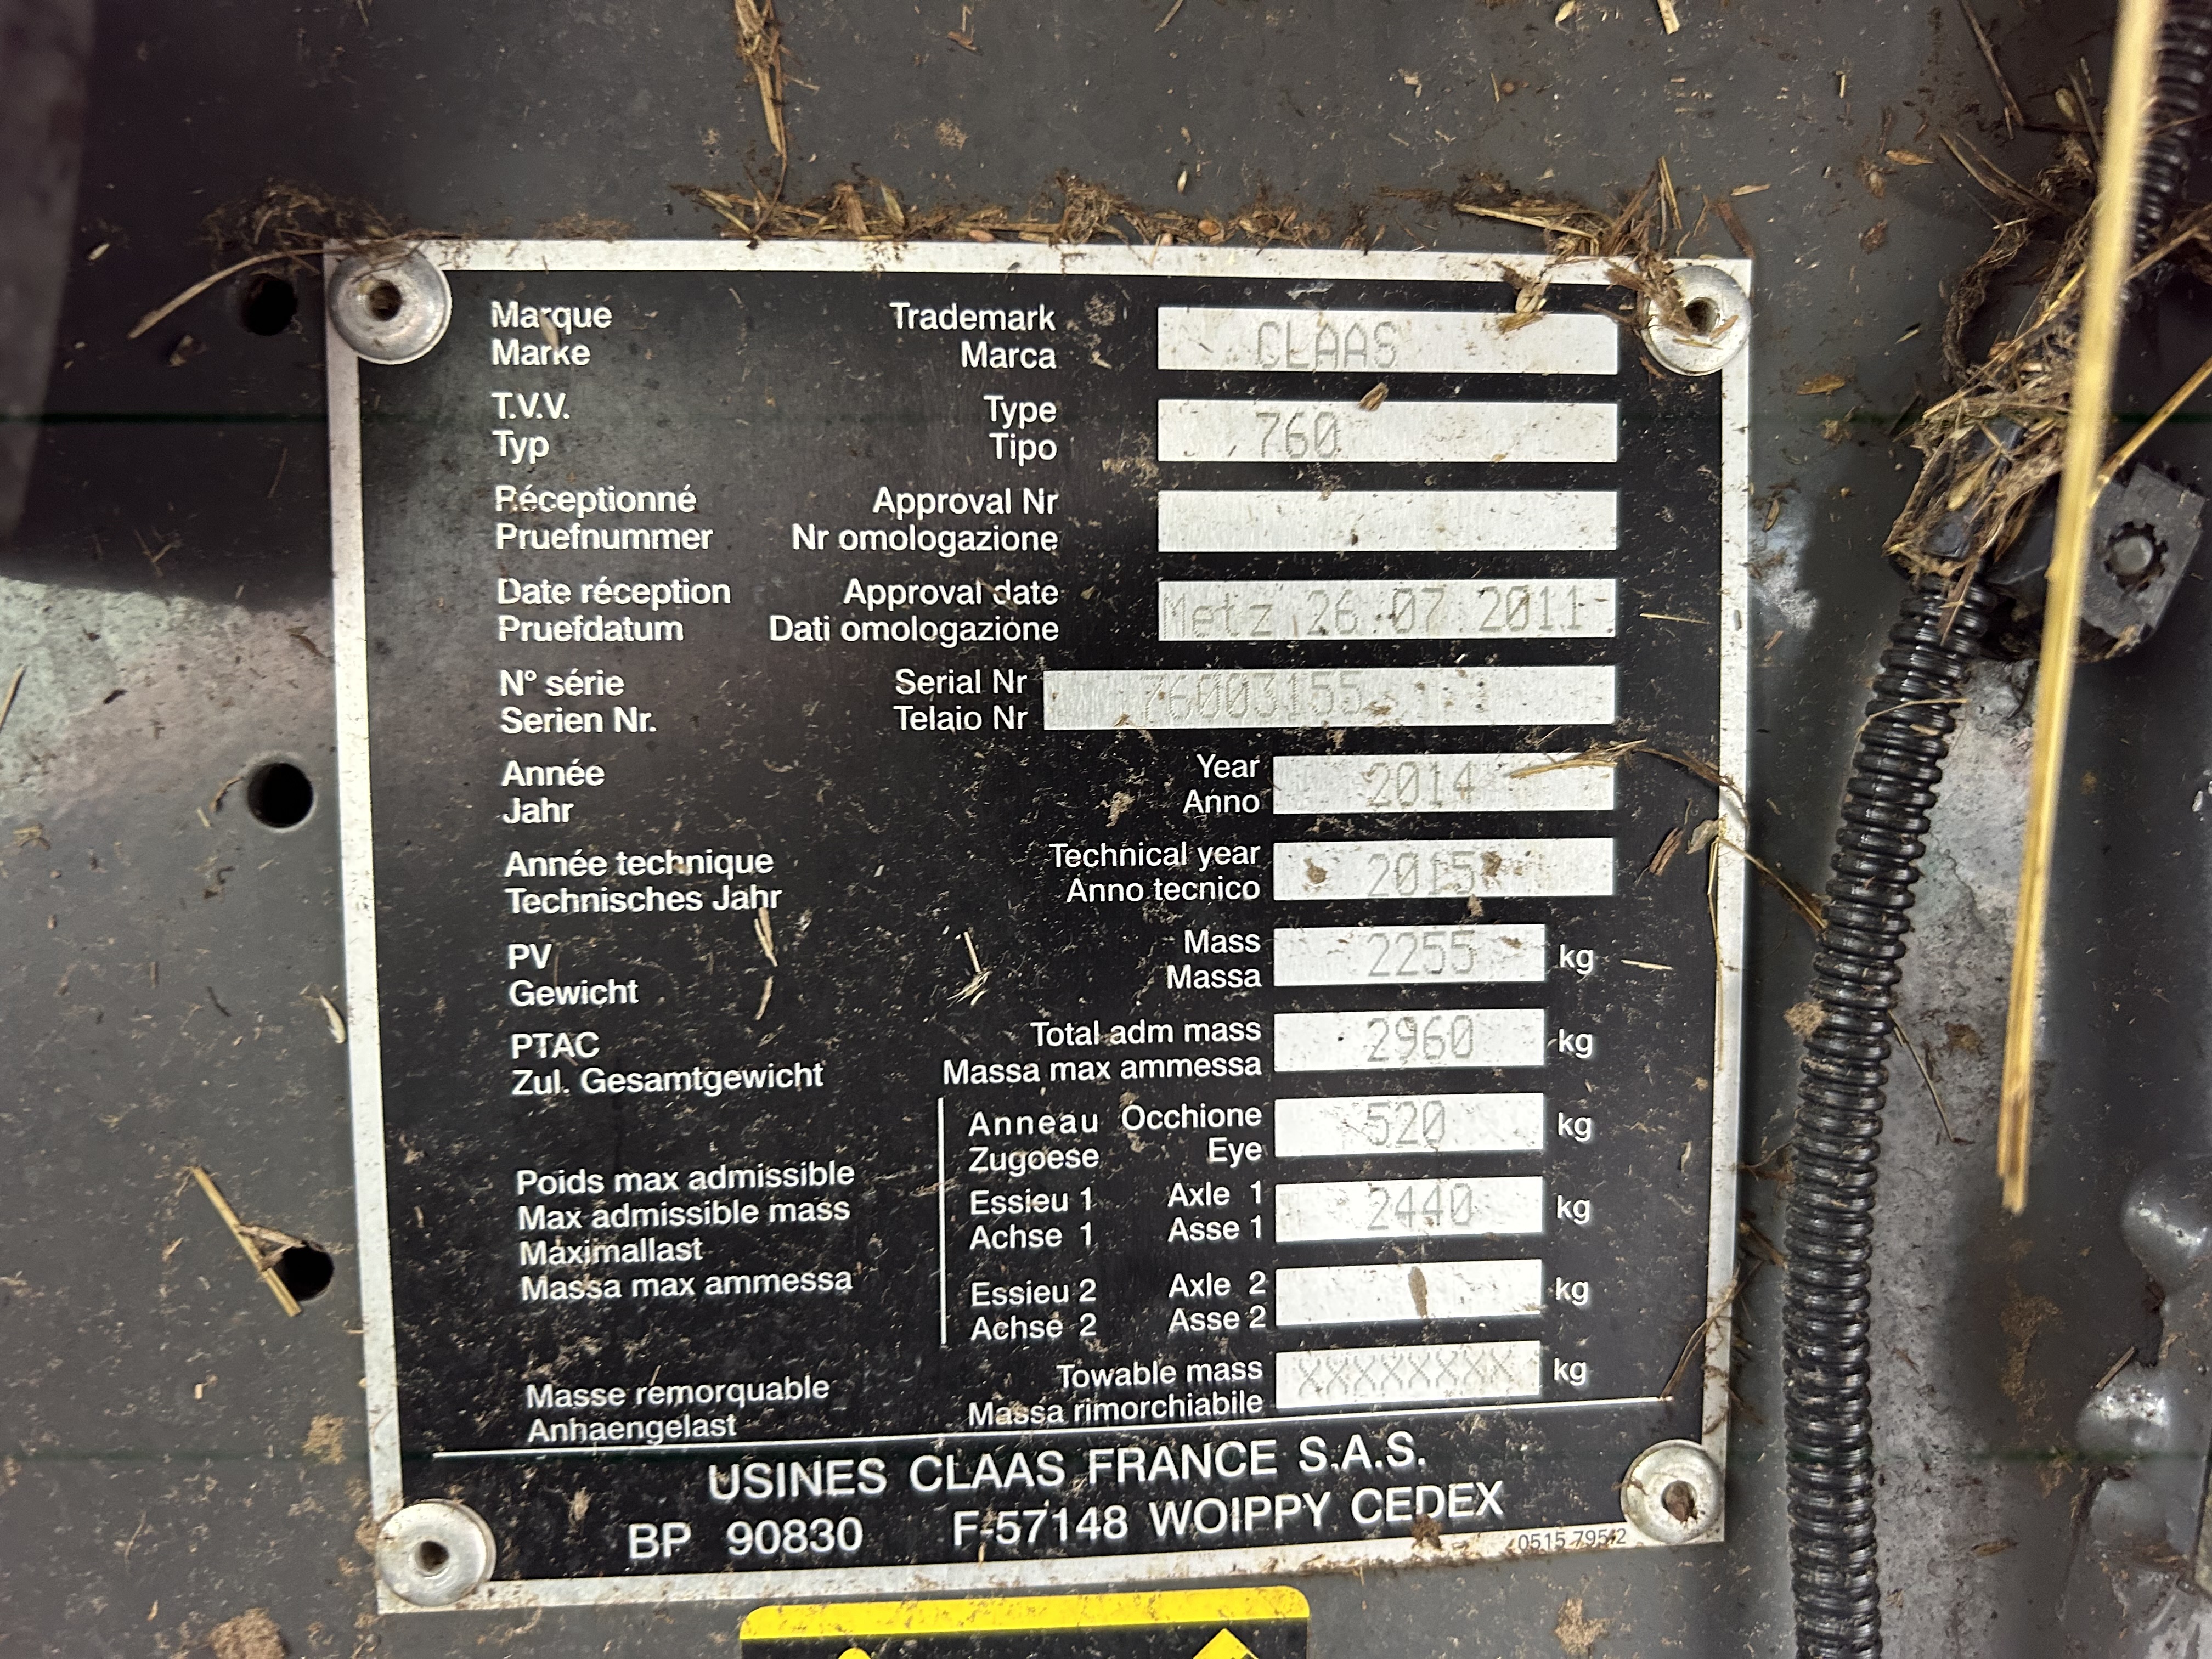 Marque Trademark CLAAS
Marke Marca
T.V.V. Type 760
Typ Tipo
Réceptionné Approval Nr
Pruefnummer Nr omologazione
Date réception Approval date Metz 26.07.2011
Pruefdatum Dati omologazione
N° série Serial Nr 76003155
Serien Nr. Telaio Nr
Année Year 2014
Jahr Anno
Année technique Technical year 2015
Technisches Jahr Anno tecnico
PV Mass 2255 kg
Gewicht Massa
PTAC Total adm mass 2960 kg
Zul. Gesamtgewicht Massa max ammessa
Anneau Occhione 520 kg
Zugoese Eye
Poids max admissible
Max admissible mass
Maximallast
Massa max ammessa
Essieu 1 Axle 1 2440 kg
Achse 1 Asse 1
Essieu 2 Axle 2 kg
Achse 2 Asse 2
Masse remorquable Towable mass XXXXXXXX kg
Anhaengelast Massa rimorchiabile
USINES CLAAS FRANCE S.A.S.
BP 90830 F-57148 WOIPPY CEDEX
0515 795/2